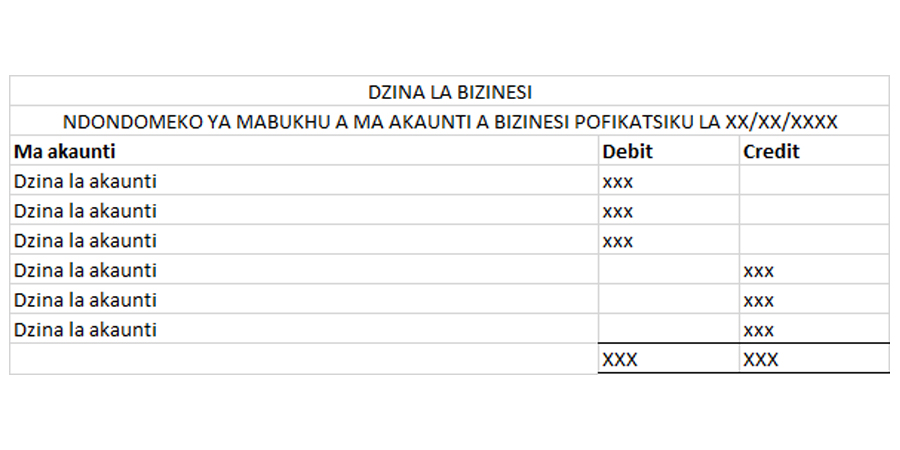 DZINA LA BIZINESI
NDONDOMEKO YA MABUKHU A MA AKAUNTI A BIZINESI POFIKATSIKU LA XX/XX/XXXX
Ma akaunti Debit Credit
Dzina la akaunti xxx
Dzina la akaunti xxx
Dzina la akaunti xxx
Dzina la akaunti xxx
Dzina la akaunti xxx
Dzina la akaunti xxx
XXX XXX